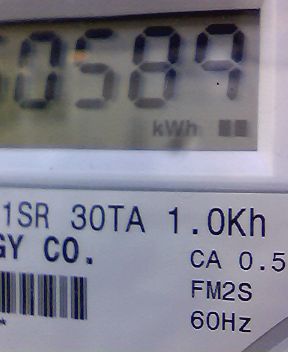 0589
kWh
1SR 30TA 1.0Kh
GY CO.
CA 0.5
FM2S
60Hz